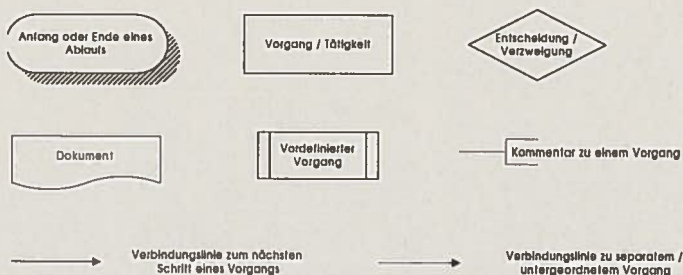 Anfang oder Ende eines
Ablaufs
Vorgang / Tätigkeit
Entscheidung /
Verzweigung
Dokument
Vordefinierter
Vorgang
Kommentar zu einem Vorgang
Verbindungslinie zum nächsten
Schritt eines Vorgangs
Verbindungslinie zu separatem /
untergeordnetem Vorgang